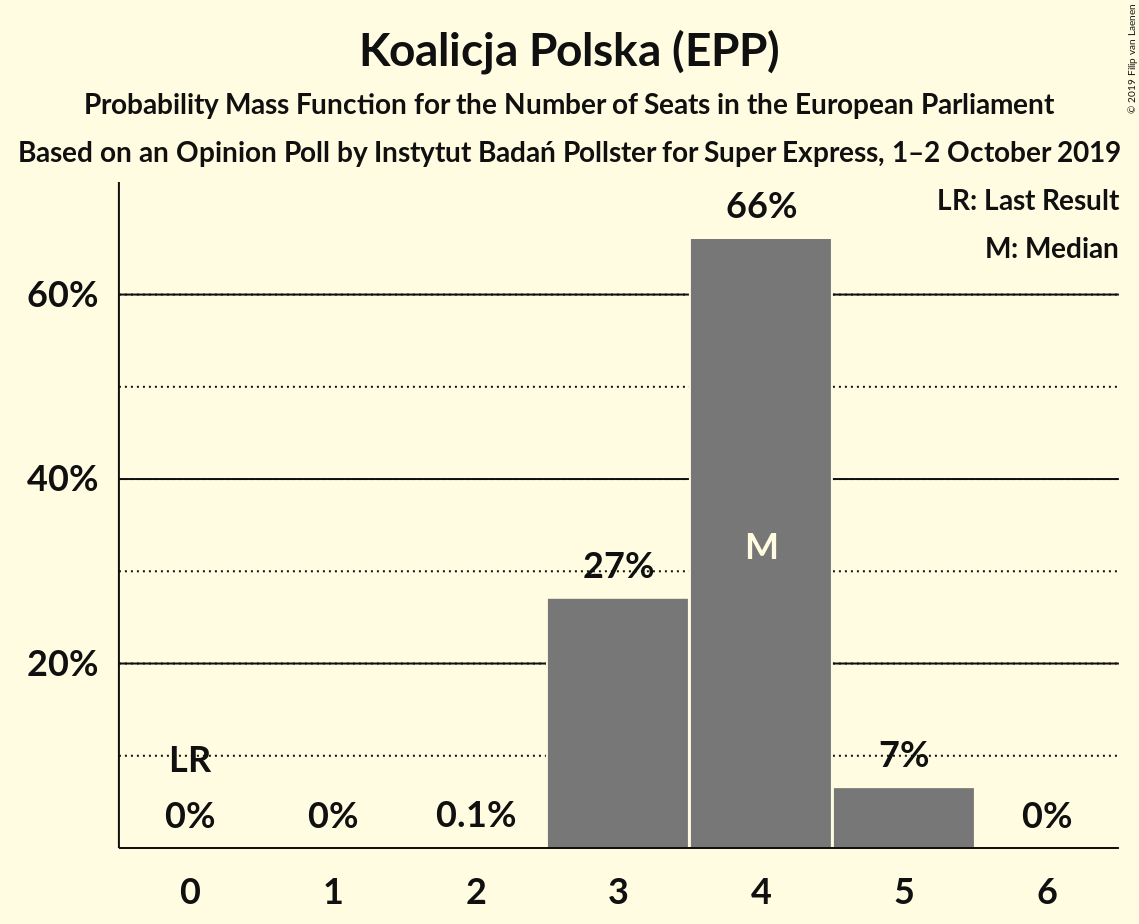 Koalicja Polska (EPP)
Probability Mass Function for the Number of Seats in the European Parliament
Based on an Opinion Poll by Instytut Badań Pollster for Super Express, 1–2 October 2019
© 2019 Filip van Laenen
LR: Last Result
M: Median
66%
60%
40%
M
27%
20%
LR
7%
0%
0%
0.1%
0%
0
1
2
3
4
5
6